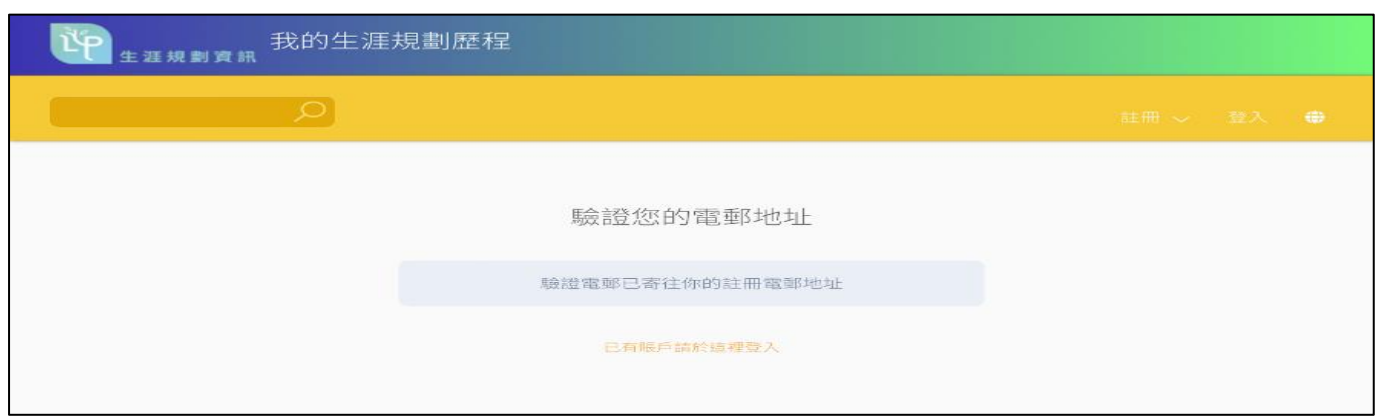 生涯規劃資訊
我的生涯規劃歷程
註冊
登入
驗證您的電郵地址
驗證電郵已寄往你的註冊電郵地址
已有賬戶請於這裡登入